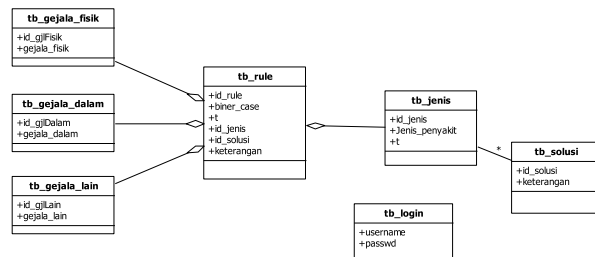 tb_gejala_fisik
+id_gjlFisik
+gejala_fisik
tb_gejala_dalam
+id_gjlDalam
+gejala_dalam
tb_gejala_lain
+id_gjlLain
+gejala_lain
tb_rule
+id_rule
+biner_case
+t
+id_jenis
+id_solusi
+keterangan
tb_jenis
+id_jenis
+Jenis_penyakit
+t
*
tb_solusi
+id_solusi
+keterangan
tb_login
+username
+passwd